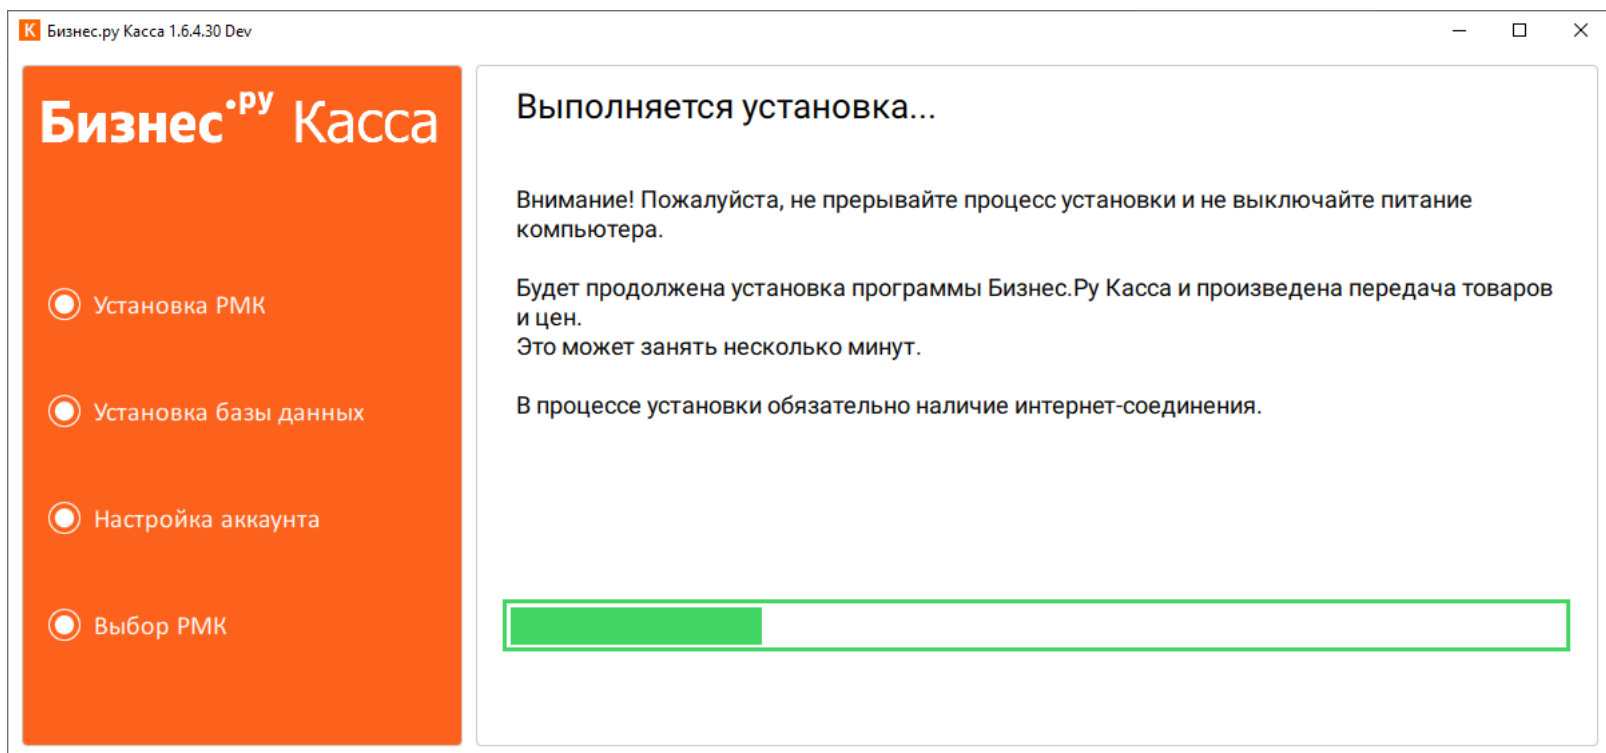 К Бизнес.ру Касса 1.6.4.30 Dev
Бизнес.ру Касса
Установка РМК
Установка базы данных
Настройка аккаунта
Выбор РМК
Выполняется установка...
Внимание! Пожалуйста, не прерывайте процесс установки и не выключайте питание
компьютера.
Будет продолжена установка программы Бизнес.Ру Касса и произведена передача товаров
и цен.
Это может занять несколько минут.
В процессе установки обязательно наличие интернет-соединения.